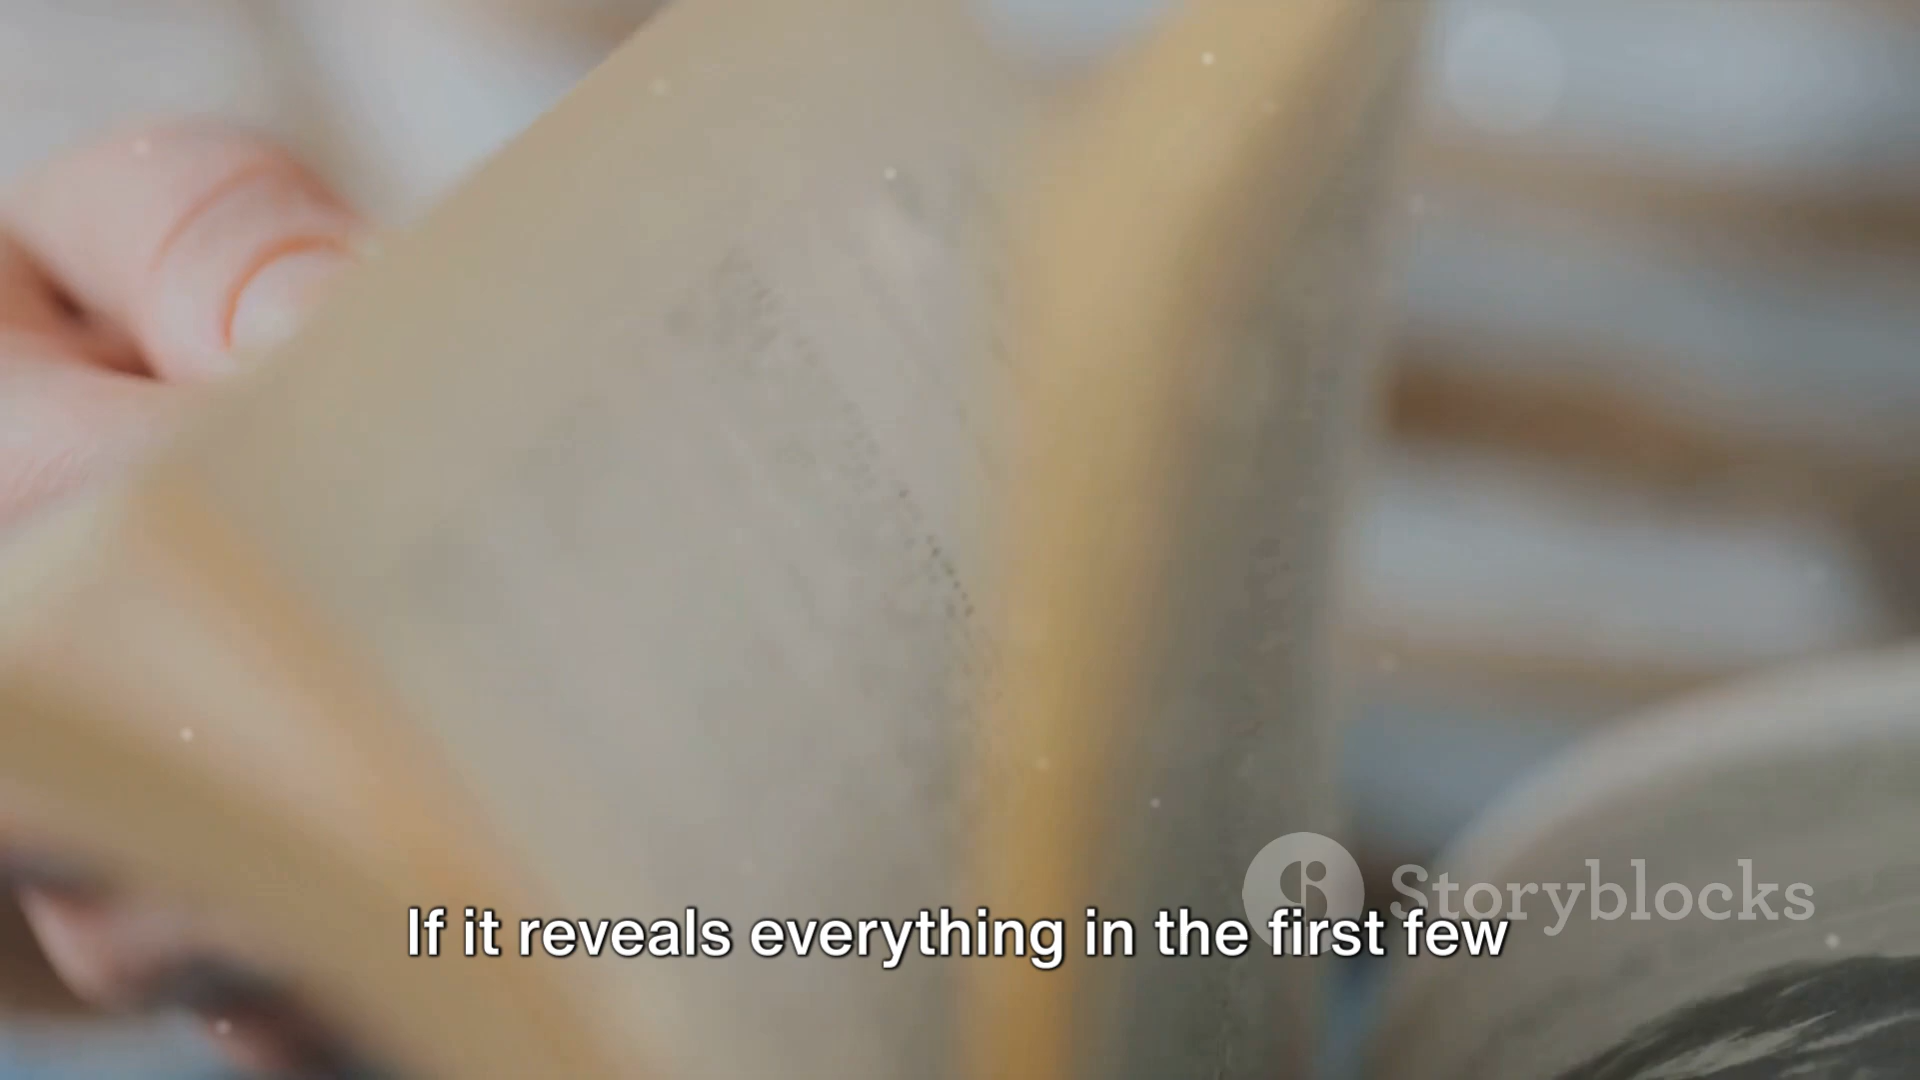 Storyblocks
If it reveals everything in the first few